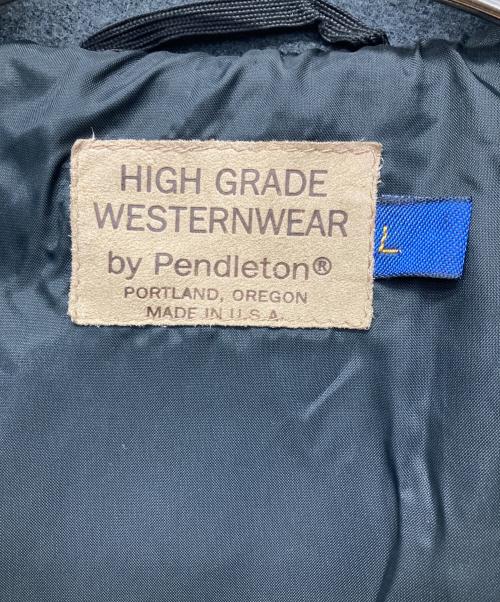 HIGH GRADE
WESTERNWEAR
by Pendleton®
PORTLAND, OREGON
MADE IN U.S.A.
L